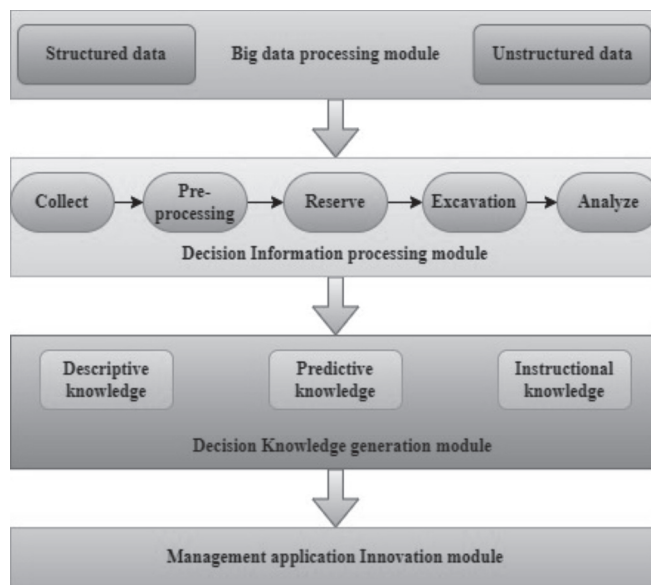 Structured data
Big data processing module
Unstructured data
Collect
Pre-
processing
Reserve
Excavation
Analyze
Decision Information processing module
Descriptive
knowledge
Predictive
knowledge
Instructional
knowledge
Decision Knowledge generation module
Management application Innovation module